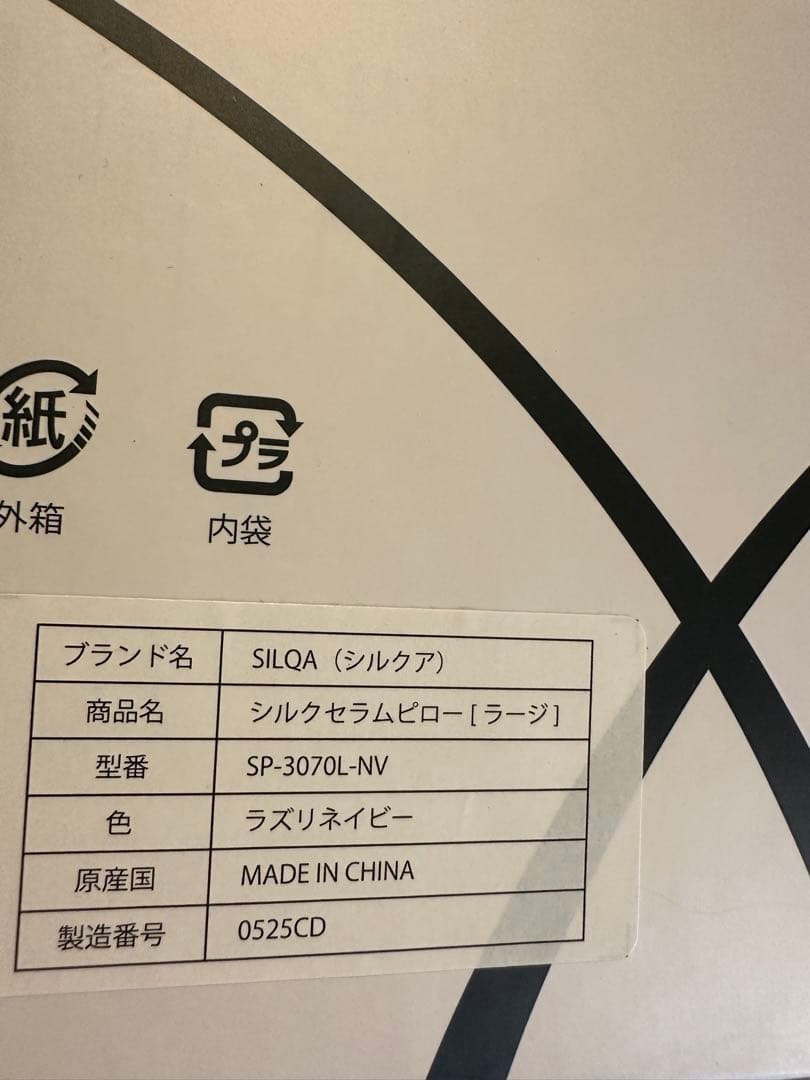 紙
プラ
外箱
内袋
ブランド名 SILQA（シルクア）
商品名 シルクセラムピロー [ ラージ ]
型番 SP-3070L-NV
色 ラズリネイビー
原産国 MADE IN CHINA
製造番号 0525CD